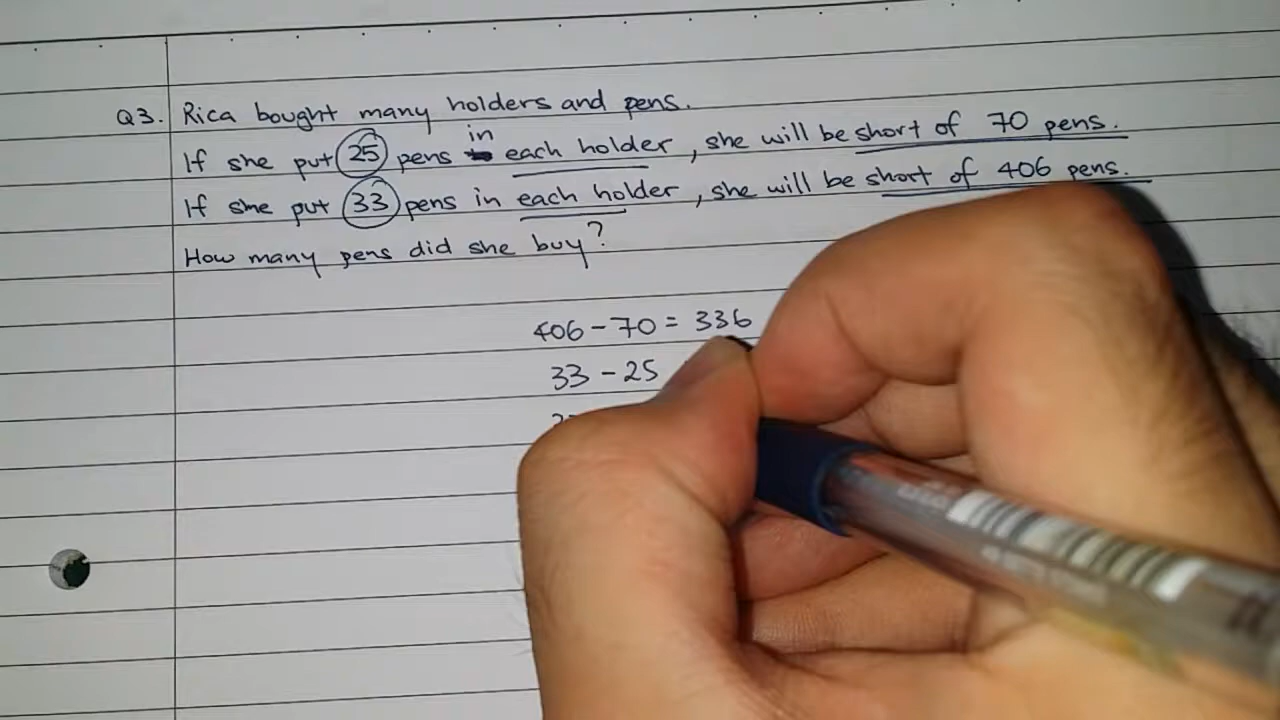 Q3. Rica bought many holders and pens.
If she put 25 pens in each holder, she will be short of 70 pens.
If she put 33 pens in each holder, she will be short of 406 pens.
How many pens did she buy?
406 - 70 = 336
33 - 25